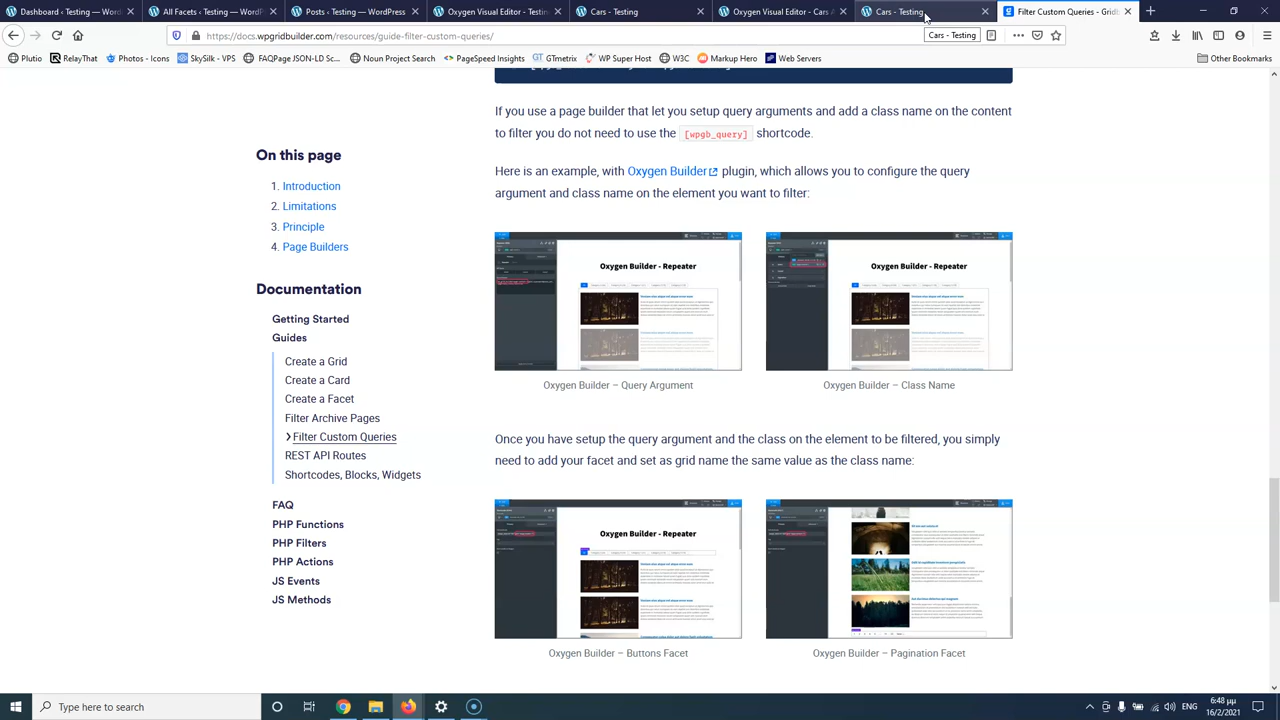 Dashboard ‹ Testing — Word
All Facets ‹ Testing — WordP
Posts ‹ Testing — WordPress
Oxygen Visual Editor - Testin
Cars - Testing
Oxygen Visual Editor - Cars A
Cars - Testing
Filter Custom Queries - Grid
https://docs.wpgridbuilder.com/resources/guide-filter-custom-queries/
Cars - Testing
Plutio
RelayThat
Photos - Icons
SkySilk - VPS
FAQPage JSON-LD Sc...
Noun Project Search
PageSpeed Insights
GTmetrix
WP Super Host
W3C
Markup Hero
Web Servers
Other Bookmarks
If you use a page builder that let you setup query arguments and add a class name on the content
to filter you do not need to use the [wpgb_query] shortcode.
On this page
Here is an example, with Oxygen Builder plugin, which allows you to configure the query
argument and class name on the element you want to filter:
1. Introduction
2. Limitations
3. Principle
4. Page Builders
Oxygen Builder - Repeater
Oxygen Builder - Repeater
Oxygen Builder – Query Argument
Oxygen Builder – Class Name
Documentation
ing Started
Guides
Create a Grid
Create a Card
Create a Facet
Filter Archive Pages
Filter Custom Queries
REST API Routes
Shortcodes, Blocks, Widgets
FAQ
PHP Functions
PHP Filters
PHP Actions
Events
JS Methods
Once you have setup the query argument and the class on the element to be filtered, you simply
need to add your facet and set as grid name the same value as the class name:
Oxygen Builder - Repeater
Oxygen Builder – Buttons Facet
Oxygen Builder – Pagination Facet
Type here to search
6:48 μμ
16/2/2021